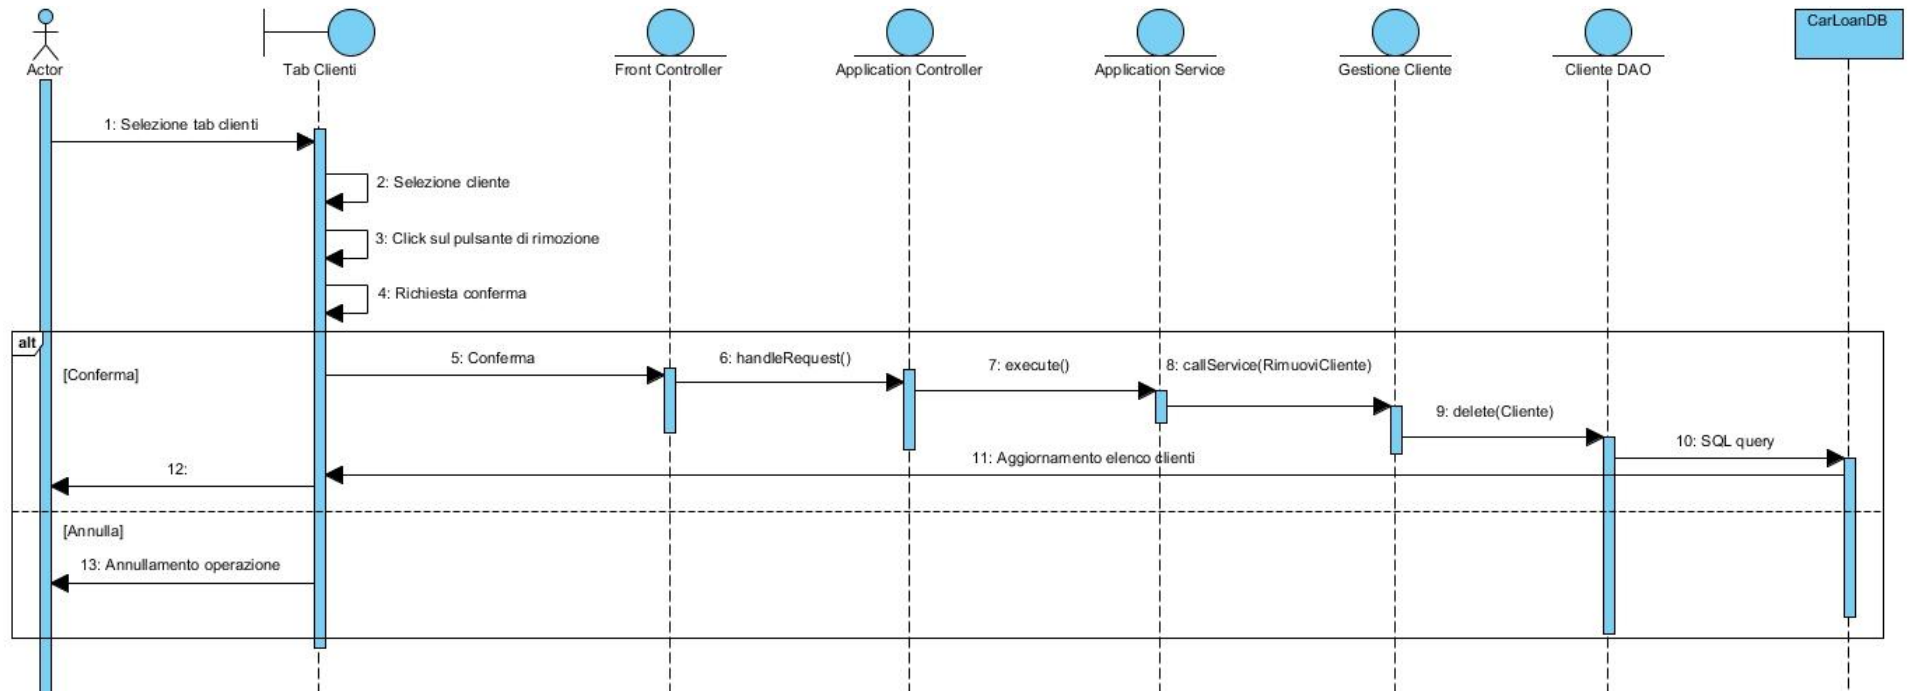 Actor
Tab Clienti
Front Controller
Application Controller
Application Service
Gestione Cliente
Cliente DAO
CarLoanDB
1: Selezione tab clienti
2: Selezione cliente
3: Click sul pulsante di rimozione
4: Richiesta conferma
alt
[Conferma]
5: Conferma
6: handleRequest()
7: execute()
8: callService(RimuoviCliente)
9: delete(Cliente)
10: SQL query
11: Aggiornamento elenco clienti
12:
[Annulla]
13: Annullamento operazione